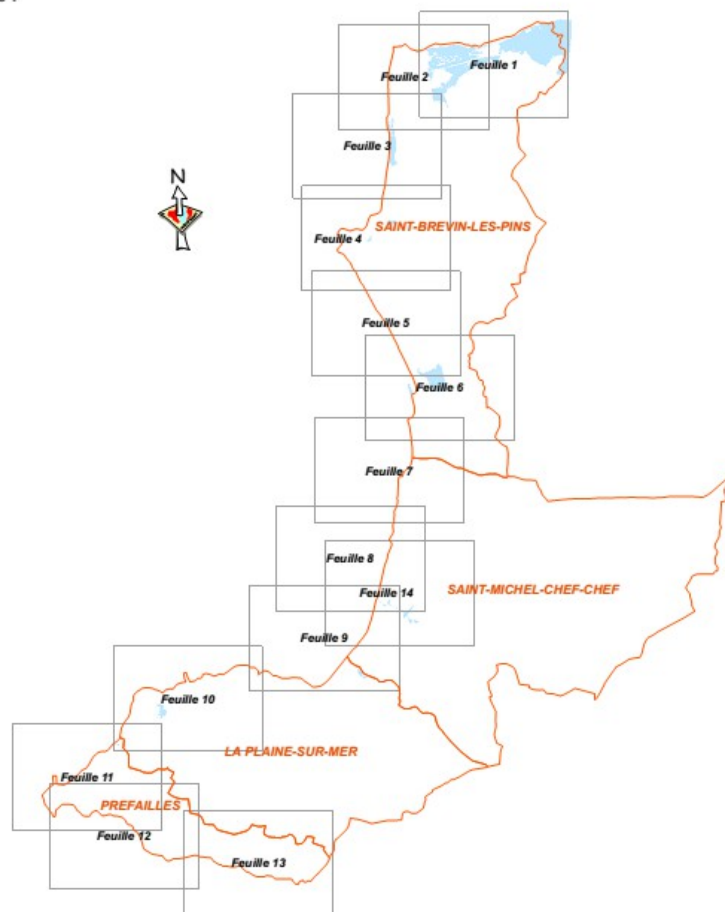 Feuille 1
Feuille 2
Feuille 3
N
SAINT-BREVIN-LES-PINS
Feuille 4
Feuille 5
Feuille 6
Feuille 7
Feuille 8
SAINT-MICHEL-CHEF-CHEF
Feuille 14
Feuille 9
Feuille 10
LA PLAINE-SUR-MER
Feuille 11
PREFAILLES
Feuille 12
Feuille 13